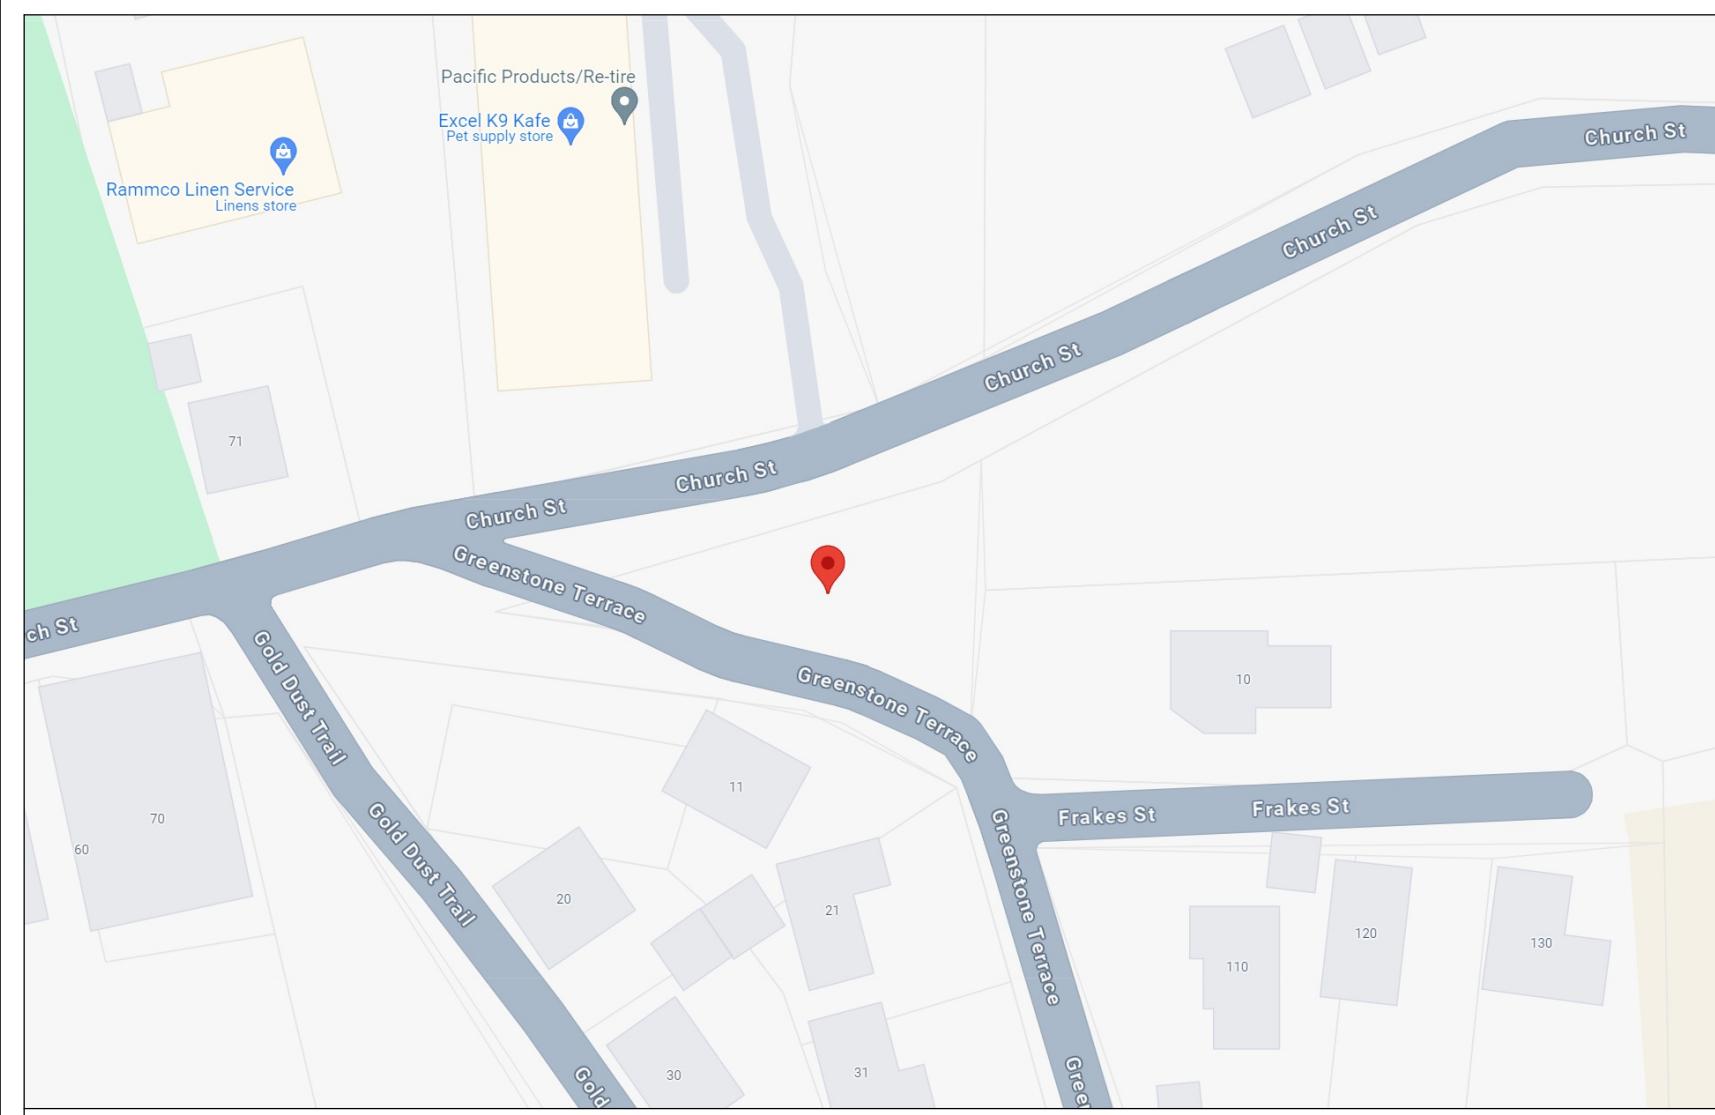 Pacific Products/Re-tire
Excel K9 Kafe
Pet supply store
Rammco Linen Service
Linens store
Church St
Church St
Church St
Church St
Church St
ch St
71
Greenstone Terrace
Greenstone Terrace
Greenstone Terrace
Gree
Gold Dust Trail
Gold Dust Trail
Gold
Frakes St
Frakes St
10
11
70
60
20
21
110
120
130
30
31